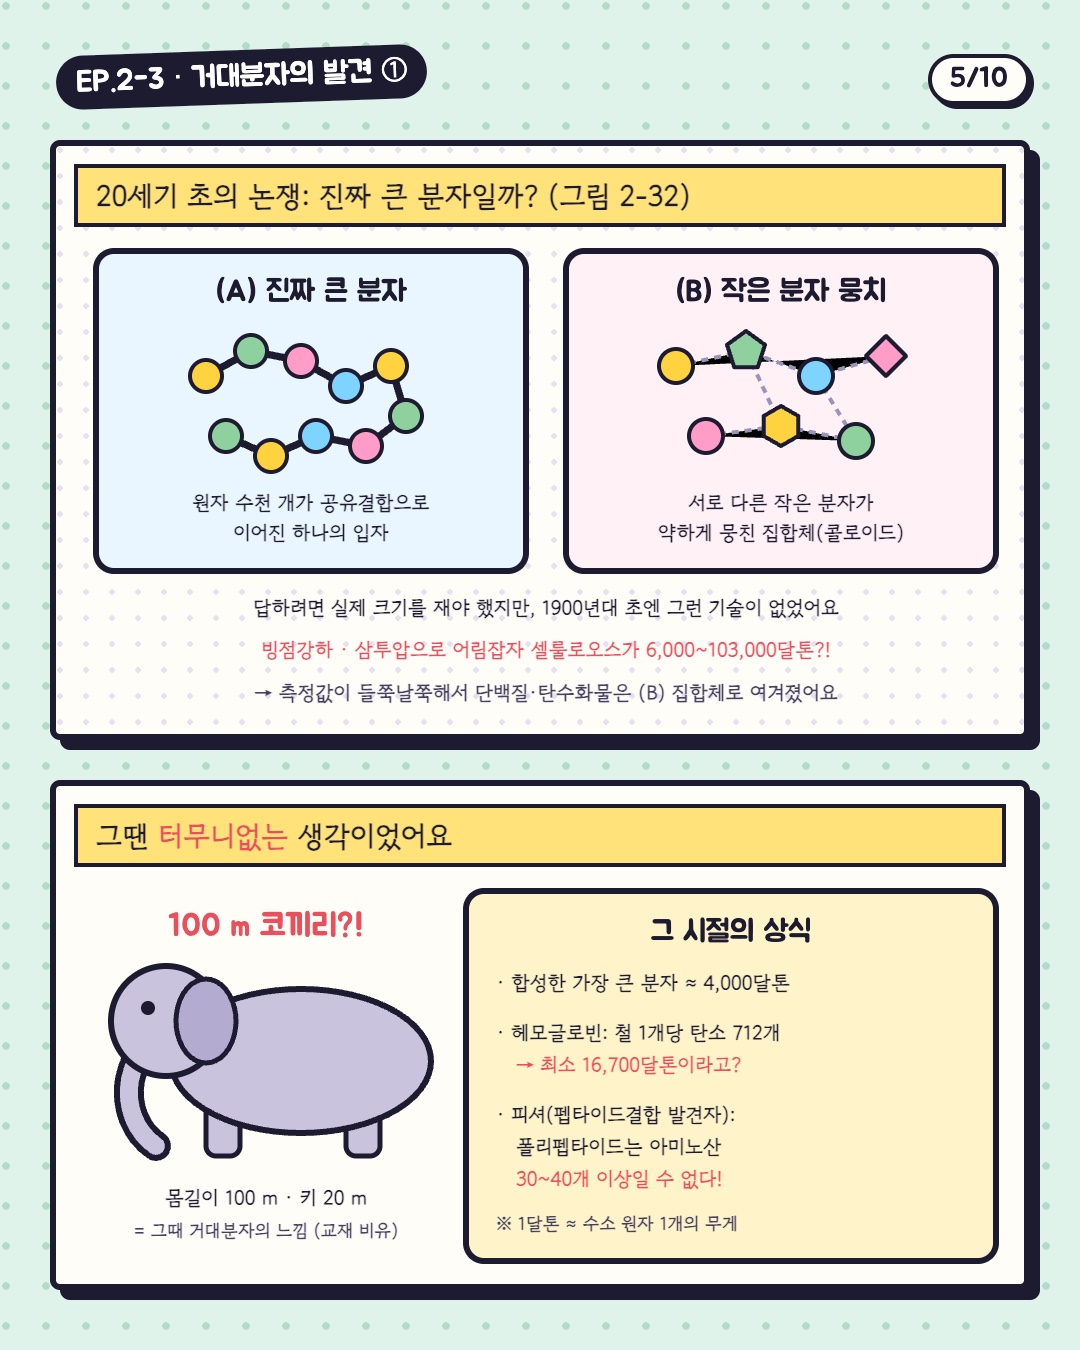 EP.2-3 · 거대분자의 발견 ①
5/10
20세기 초의 논쟁: 진짜 큰 분자일까? (그림 2-32)
(A) 진짜 큰 분자
원자 수천 개가 공유결합으로
이어진 하나의 입자
(B) 작은 분자 뭉치
서로 다른 작은 분자가
약하게 뭉친 집합체(콜로이드)
답하려면 실제 크기를 재야 했지만, 1900년대 초엔 그런 기술이 없었어요
빙점강하 · 삼투압으로 어림잡자 셀룰로오스가 6,000~103,000달톤?!
→ 측정값이 들쭉날쭉해서 단백질·탄수화물은 (B) 집합체로 여겨졌어요
그땐 터무니없는 생각이었어요
100 m 코끼리?!
몸길이 100 m · 키 20 m
= 그때 거대분자의 느낌 (교재 비유)
그 시절의 상식
· 합성한 가장 큰 분자 ≈ 4,000달톤
· 헤모글로빈: 철 1개당 탄소 712개
→ 최소 16,700달톤이라고?
· 피셔(펩타이드결합 발견자):
폴리펩타이드는 아미노산
30~40개 이상일 수 없다!
※ 1달톤 ≈ 수소 원자 1개의 무게